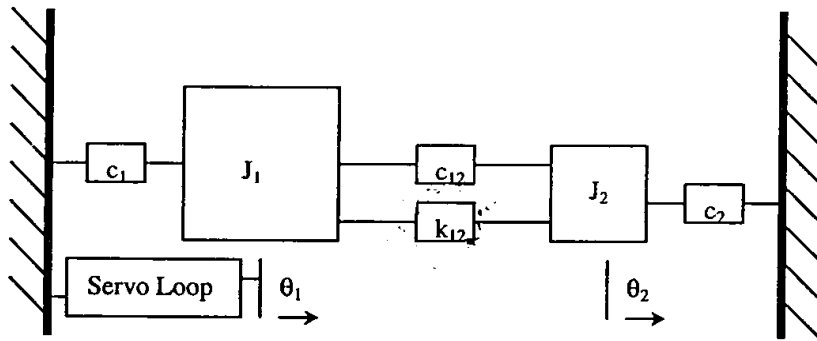 c₁
J₁
c₁₂
k₁₂
J₂
c₂
Servo Loop
θ₁
θ₂